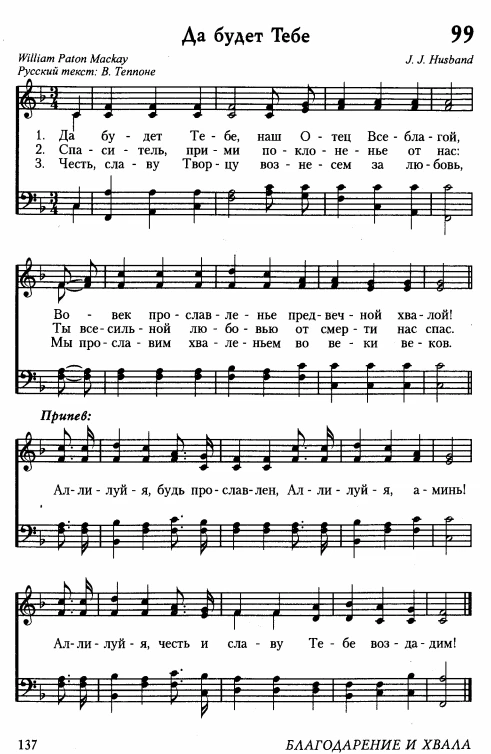 Да будет Тебе 99
William Paton Mackay J. J. Husband
Русский текст: В. Теппоне
1. Да бу - дет Те - бе, наш О - тец Все - бла - гой,
2. Спа - си - тель, при - ми по - кло - не - нье от нас:
3. Честь, сла - ву Твор - цу воз - не - сем за лю - бовь,
Во - век про - слав - ле - нье пред - веч - ной хва - лой!
Ты все - силь - ной лю - бо - вью от смер - ти нас спас.
Мы про - сла - вим хва - ле - ньем во ве - ки ве - ков.
Припев:
Ал - ли - луй - я, будь про - слав - лен, Ал - ли - луй - я, а - минь!
Ал - ли - луй - я, честь и сла - ву Те - бе воз - да - дим!
137 БЛАГОДАРЕНИЕ И ХВАЛА